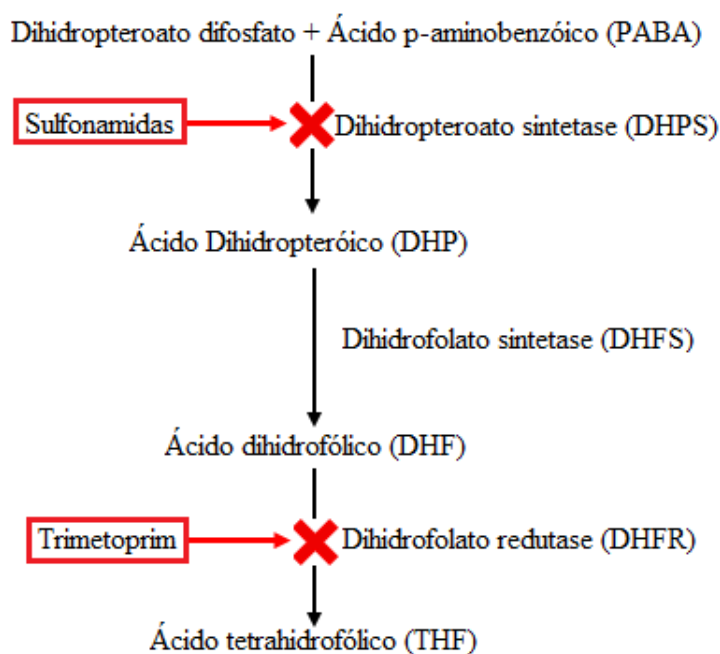 Dihidropteroato difosfato + Ácido p-aminobenzóico (PABA)
Sulfonamidas
Dihidropteroato sintetase (DHPS)
Ácido Dihidropteróico (DHP)
Dihidrofolato sintetase (DHFS)
Ácido dihidrofólico (DHF)
Trimetoprim
Dihidrofolato redutase (DHFR)
Ácido tetrahidrofólico (THF)